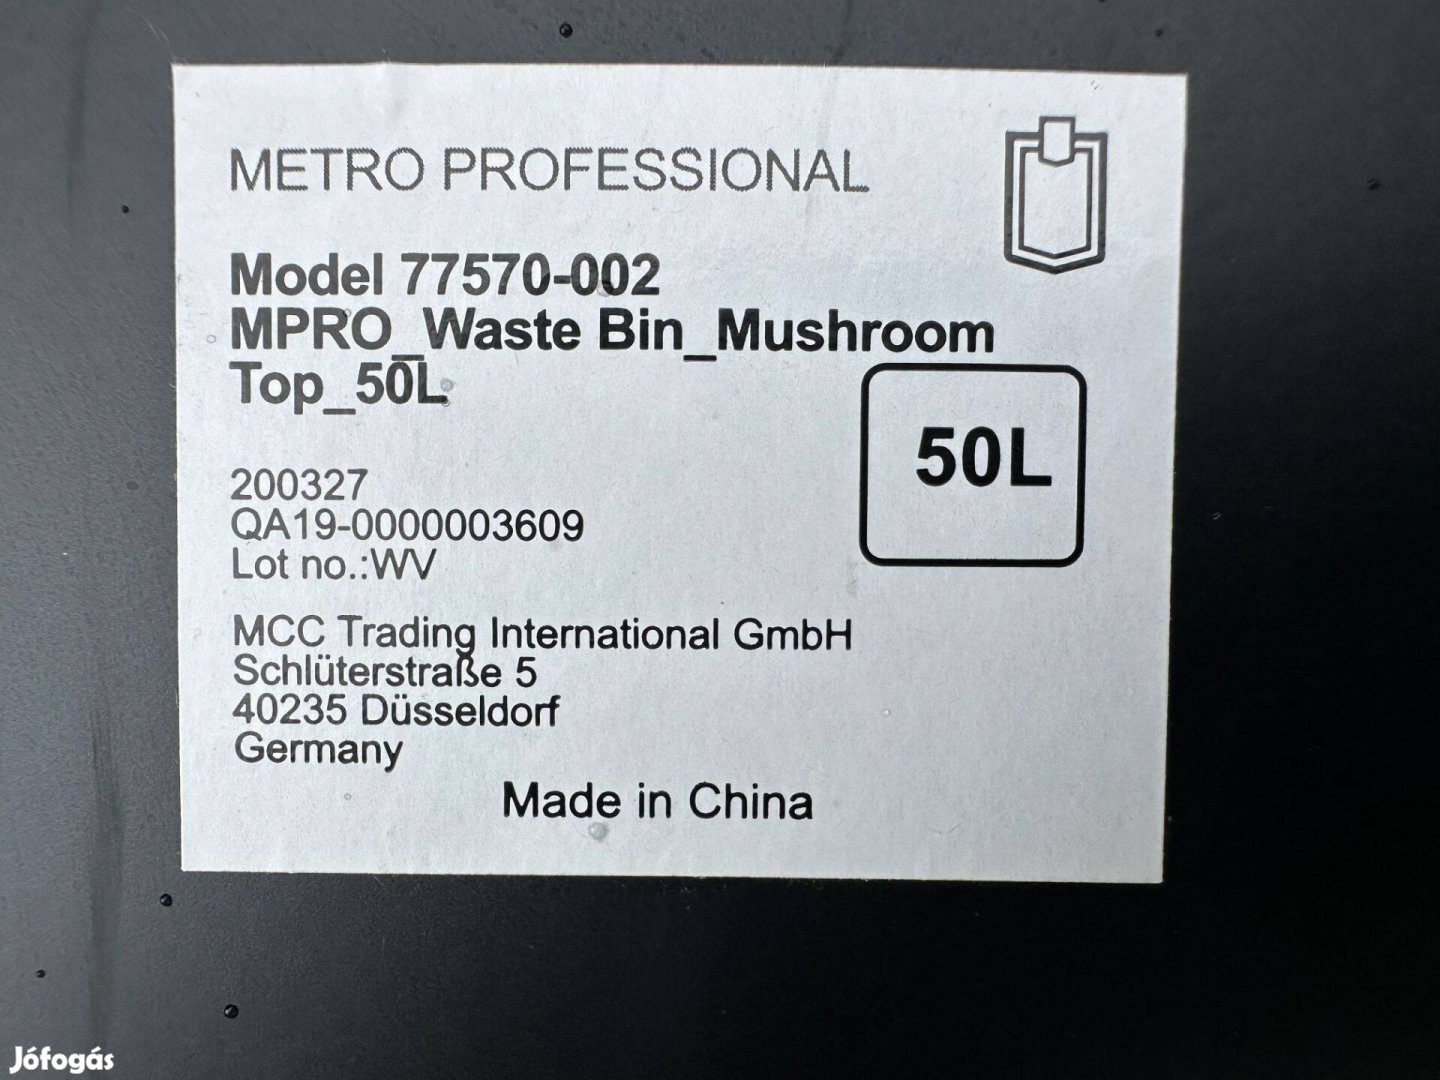 METRO PROFESSIONAL
Model 77570-002
MPRO_Waste Bin_Mushroom
Top_50L
50L
200327
QA19-0000003609
Lot no.:WV
MCC Trading International GmbH
Schlüterstraße 5
40235 Düsseldorf
Germany
Made in China
Jófogás